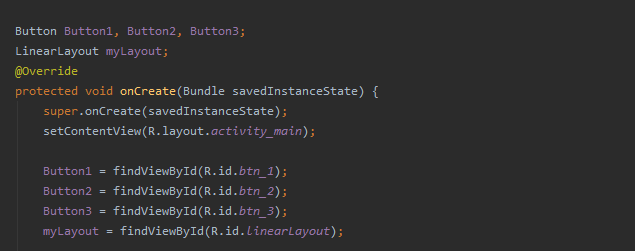 Button Button1, Button2, Button3;
LinearLayout myLayout;
@Override
protected void onCreate(Bundle savedInstanceState) {
super.onCreate(savedInstanceState);
setContentView(R.layout.activity_main);
Button1 = findViewById(R.id.btn_1);
Button2 = findViewById(R.id.btn_2);
Button3 = findViewById(R.id.btn_3);
myLayout = findViewById(R.id.linearLayout);